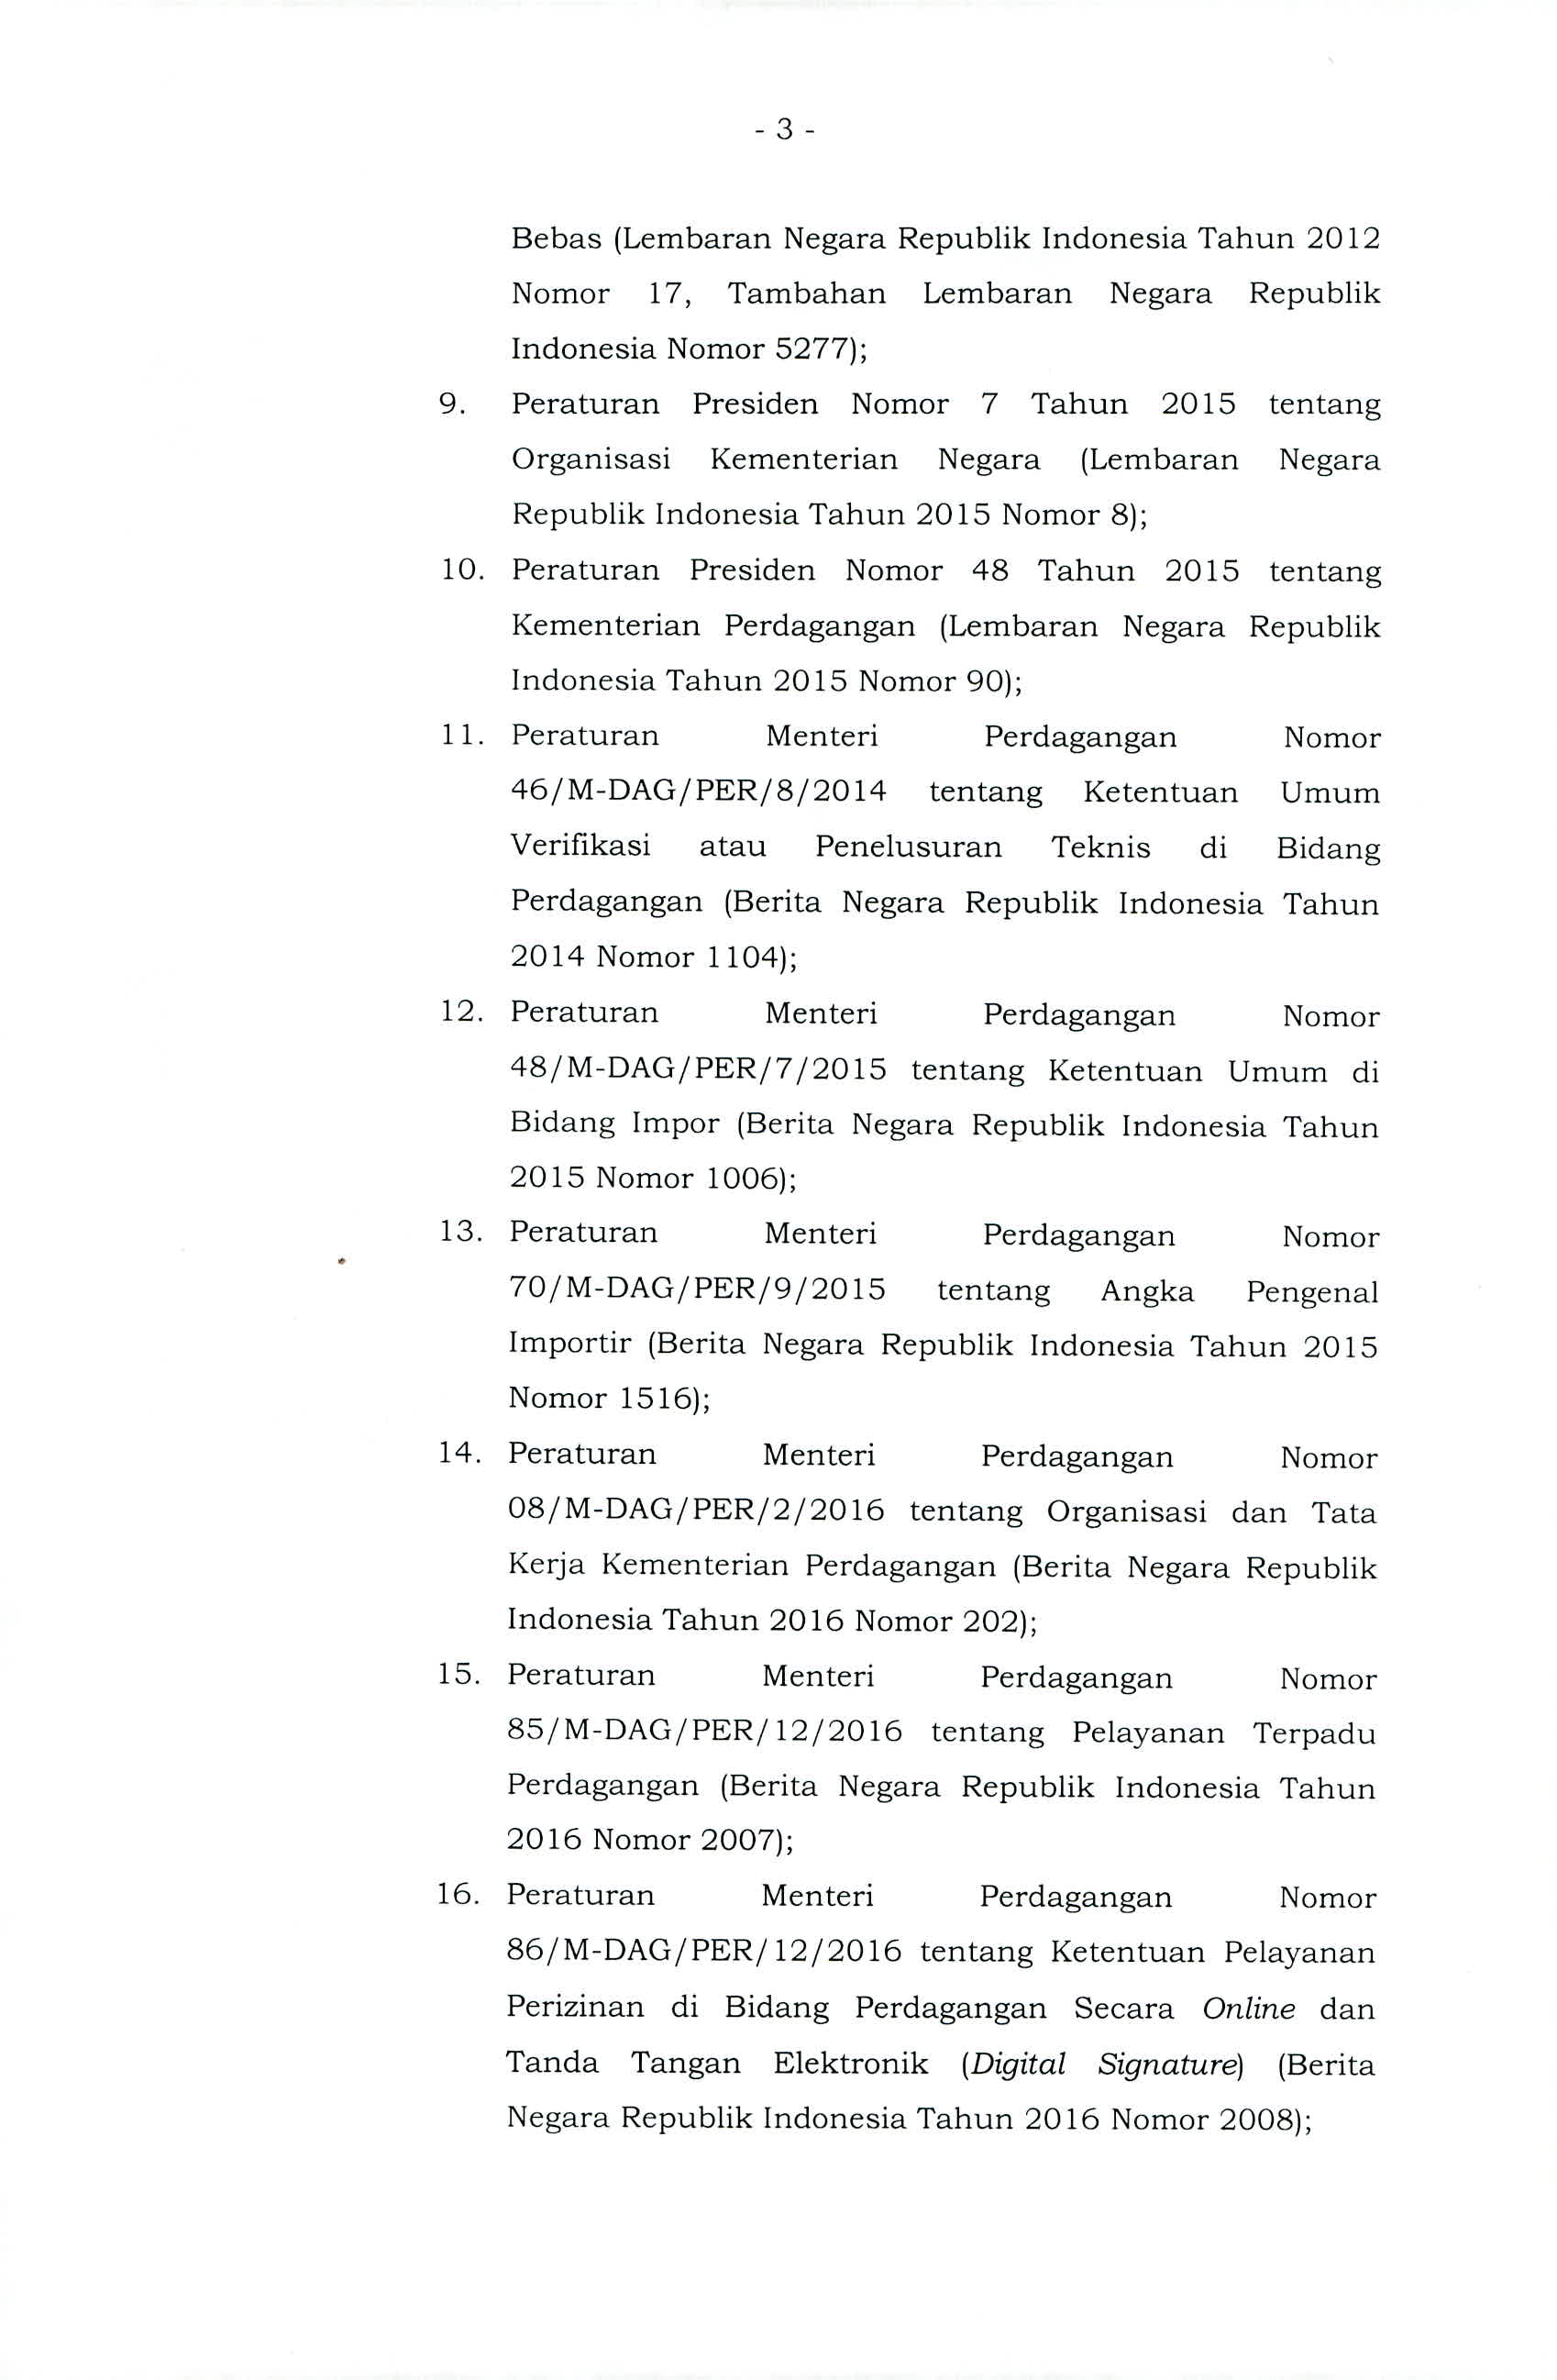 - 3 -
Bebas (Lembaran Negara Republik Indonesia Tahun 2012
Nomor 17, Tambahan Lembaran Negara Republik
Indonesia Nomor 5277);
9. Peraturan Presiden Nomor 7 Tahun 2015 tentang
Organisasi Kementerian Negara (Lembaran Negara
Republik Indonesia Tahun 2015 Nomor 8);
10. Peraturan Presiden Nomor 48 Tahun 2015 tentang
Kementerian Perdagangan (Lembaran Negara Republik
Indonesia Tahun 2015 Nomor 90);
11. Peraturan Menteri Perdagangan Nomor
46/M-DAG/PER/8/2014 tentang Ketentuan Umum
Verifikasi atau Penelusuran Teknis di Bidang
Perdagangan (Berita Negara Republik Indonesia Tahun
2014 Nomor 1104);
12. Peraturan Menteri Perdagangan Nomor
48/M-DAG/PER/7/2015 tentang Ketentuan Umum di
Bidang Impor (Berita Negara Republik Indonesia Tahun
2015 Nomor 1006);
13. Peraturan Menteri Perdagangan Nomor
70/M-DAG/PER/9/2015 tentang Angka Pengenal
Importir (Berita Negara Republik Indonesia Tahun 2015
Nomor 1516);
14. Peraturan Menteri Perdagangan Nomor
08/M-DAG/PER/2/2016 tentang Organisasi dan Tata
Kerja Kementerian Perdagangan (Berita Negara Republik
Indonesia Tahun 2016 Nomor 202);
15. Peraturan Menteri Perdagangan Nomor
85/M-DAG/PER/12/2016 tentang Pelayanan Terpadu
Perdagangan (Berita Negara Republik Indonesia Tahun
2016 Nomor 2007);
16. Peraturan Menteri Perdagangan Nomor
86/M-DAG/PER/12/2016 tentang Ketentuan Pelayanan
Perizinan di Bidang Perdagangan Secara Online dan
Tanda Tangan Elektronik (Digital Signature) (Berita
Negara Republik Indonesia Tahun 2016 Nomor 2008);